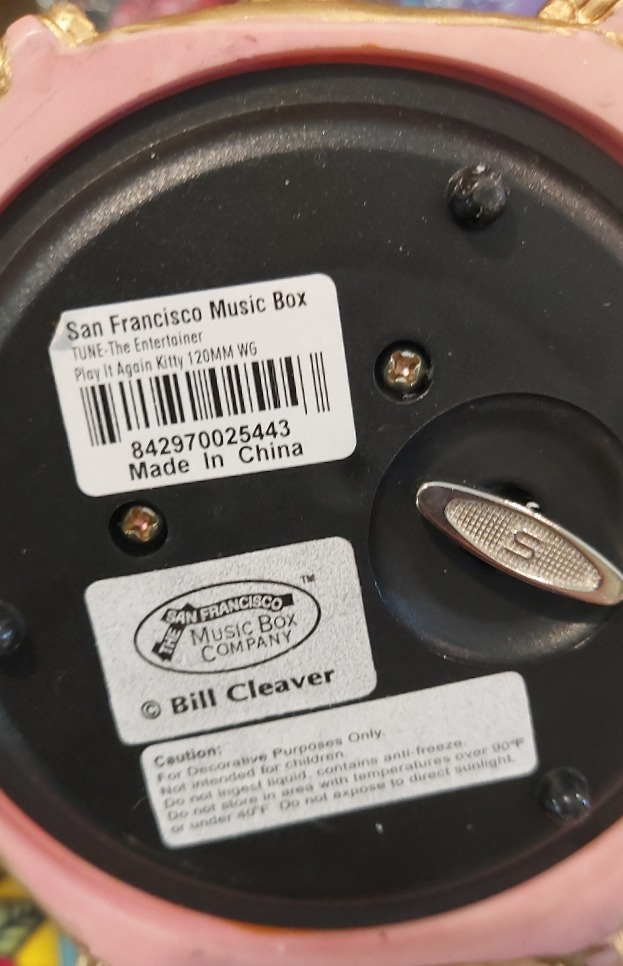 San Francisco Music Box
TUNE-The Entertainer
Play It Again Kitty 120MM WG
842970025443
Made In China
S
THE SAN FRANCISCO
MUSIC BOX
COMPANY
TM
© Bill Cleaver
Caution:
For Decorative Purposes Only.
Not intended for children.
Do not ingest liquid, contains anti-freeze.
Do not store in area with temperatures over 90°F
or under 40°F. Do not expose to direct sunlight.